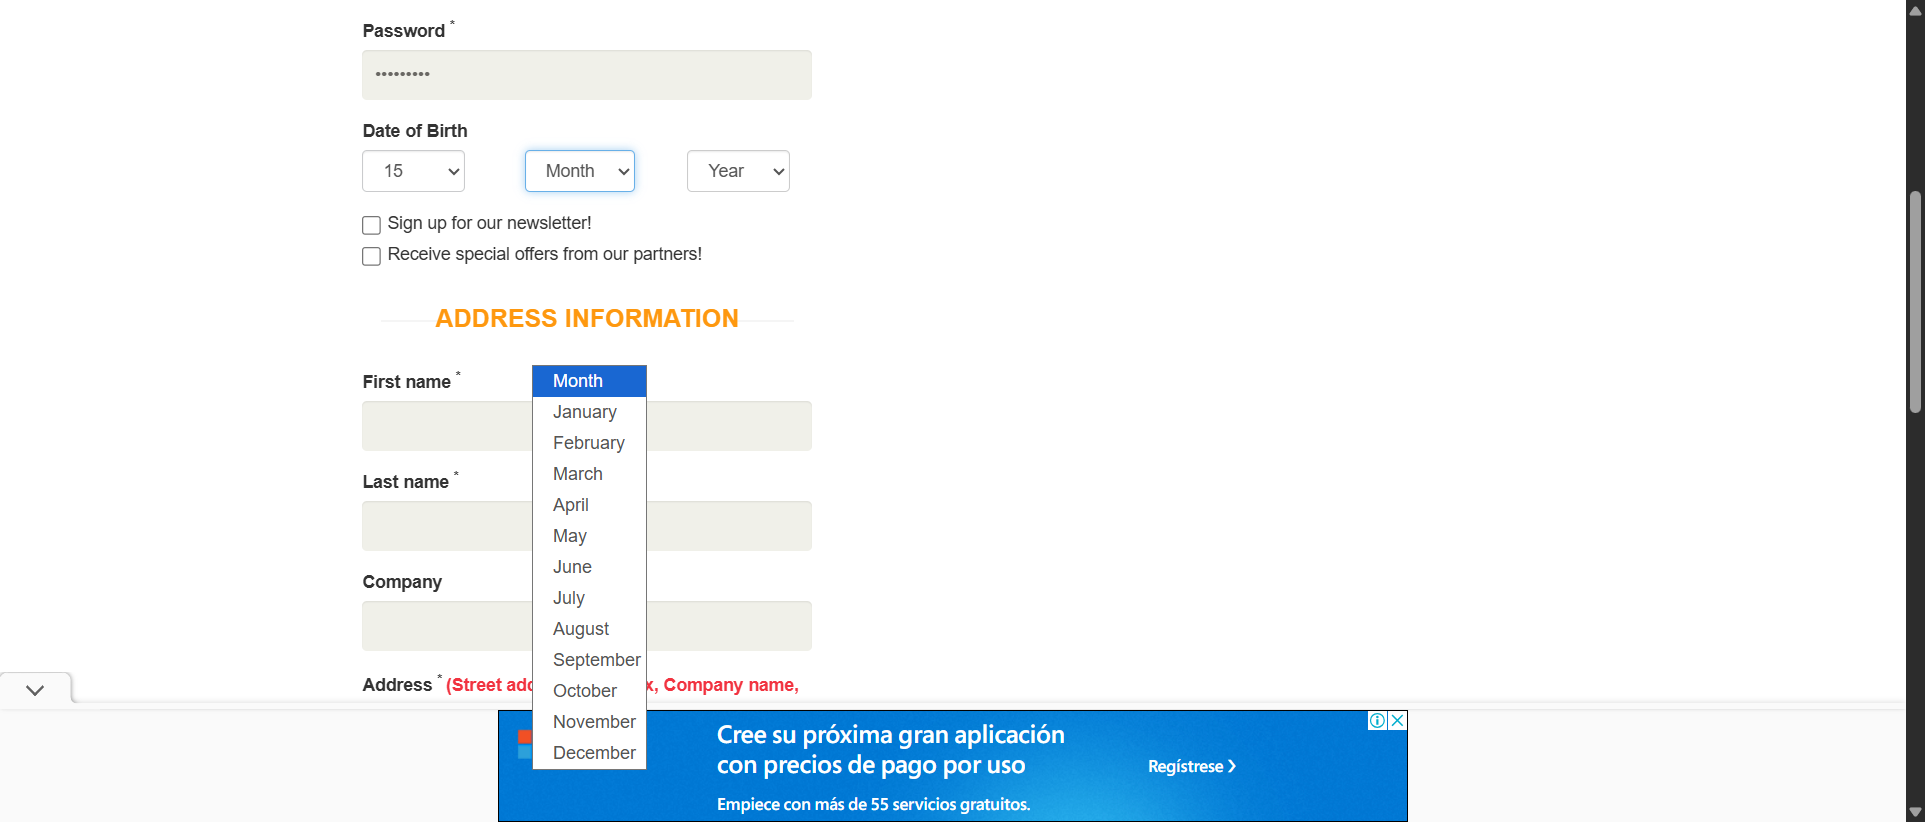 Password *
•••••••••
Date of Birth
15 Month Year
Sign up for our newsletter!
Receive special offers from our partners!
ADDRESS INFORMATION
First name *
Month
January
February
March
April
May
June
July
August
September
October
November
December
Last name *
Company
Address * (Street add x, Company name,
Cree su próxima gran aplicación
con precios de pago por uso
Regístrese
Empiece con más de 55 servicios gratuitos.